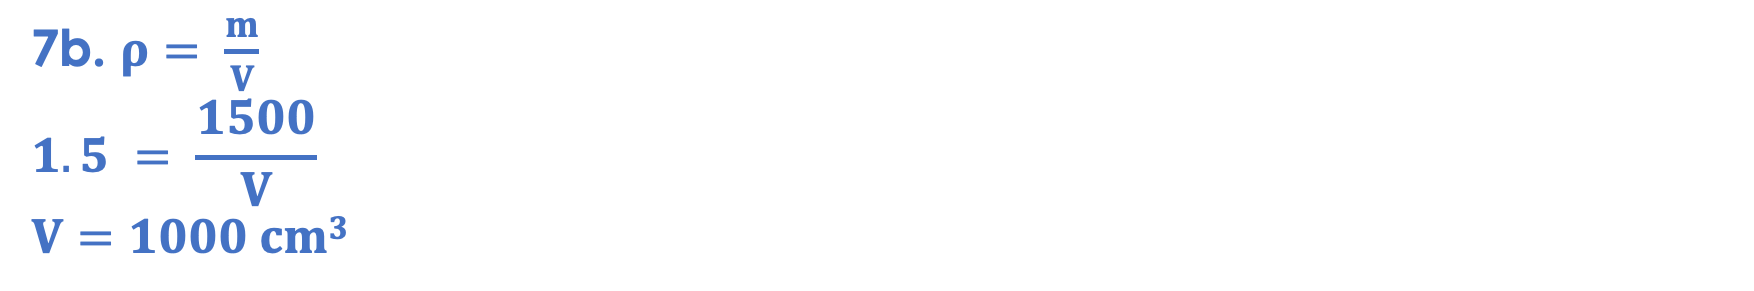 7b. ρ = m/V
1.5 = 1500/V
V = 1000 cm³